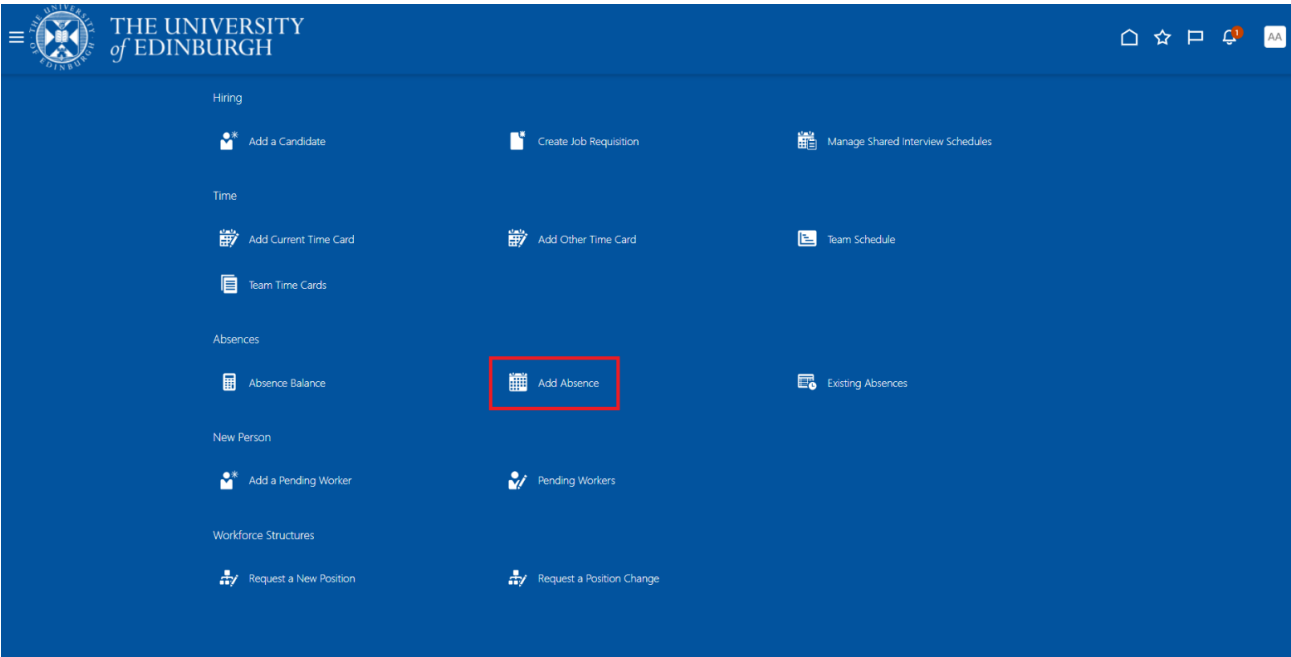 THE UNIVERSITY
of EDINBURGH
1
AA
Hiring
Add a Candidate
Create Job Requisition
Manage Shared Interview Schedules
Time
Add Current Time Card
Add Other Time Card
Team Schedule
Team Time Cards
Absences
Absence Balance
Add Absence
Existing Absences
New Person
Add a Pending Worker
Pending Workers
Workforce Structures
Request a New Position
Request a Position Change